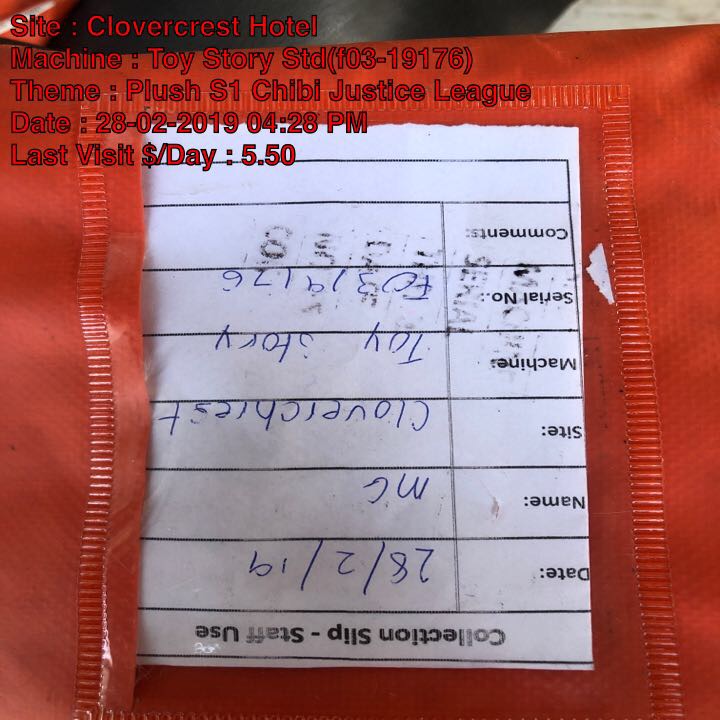 Site : Clovercrest Hotel
Machine : Toy Story Std(f03-19176)
Theme : Plush S1 Chibi Justice League
Date : 28-02-2019 04:28 PM
Last Visit $/Day : 5.50
Collection Slip - Staff Use
Date: 28/2/19
Name: MG
Site: Cloverchrest
Machine: Toy Story
Serial No.: F0319176
Comments: